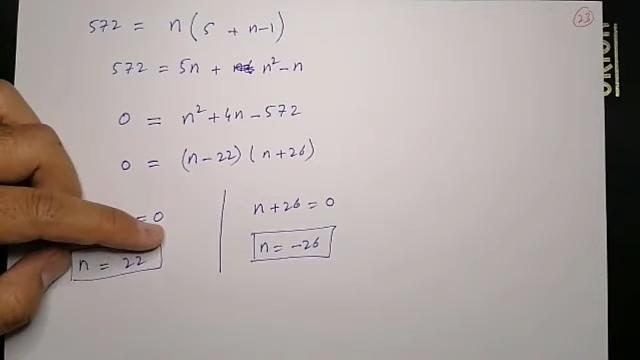 23
572 = n(5 + n-1)
572 = 5n + n² - n
0 = n² + 4n - 572
0 = (n-22)(n+26)
= 0
n = 22
n + 26 = 0
n = -26